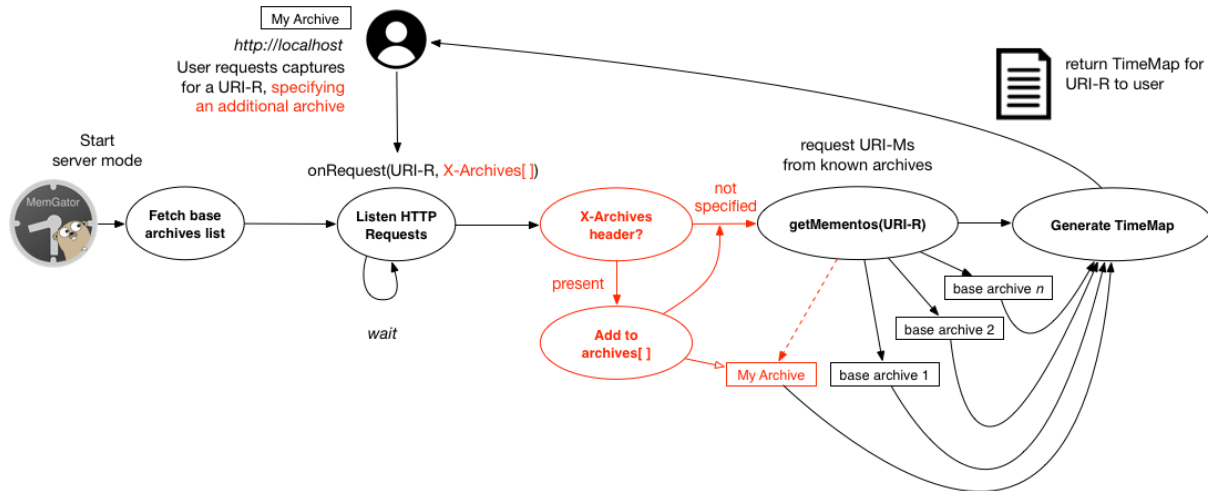 My Archive
http://localhost
User requests captures
for a URI-R, specifying
an additional archive
return TimeMap for
URI-R to user
Start
server mode
request URI-Ms
from known archives
onRequest(URI-R, X-Archives[ ])
MemGator
Fetch base
archives list
Listen HTTP
Requests
X-Archives
header?
not
specified
getMementos(URI-R)
Generate TimeMap
present
wait
Add to
archives[ ]
My Archive
base archive 1
base archive 2
base archive n